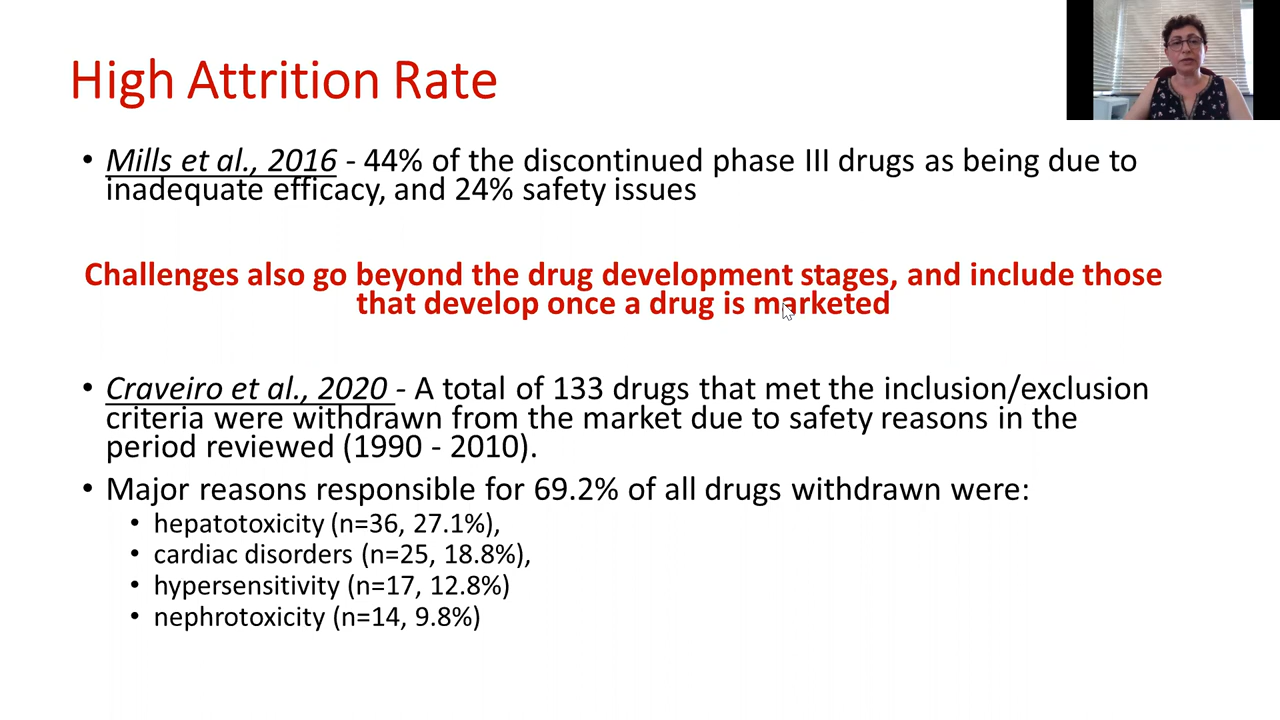 High Attrition Rate
• Mills et al., 2016 - 44% of the discontinued phase III drugs as being due to
inadequate efficacy, and 24% safety issues
Challenges also go beyond the drug development stages, and include those
that develop once a drug is marketed
• Craveiro et al., 2020 - A total of 133 drugs that met the inclusion/exclusion
criteria were withdrawn from the market due to safety reasons in the
period reviewed (1990 - 2010).
• Major reasons responsible for 69.2% of all drugs withdrawn were:
• hepatotoxicity (n=36, 27.1%),
• cardiac disorders (n=25, 18.8%),
• hypersensitivity (n=17, 12.8%)
• nephrotoxicity (n=14, 9.8%)